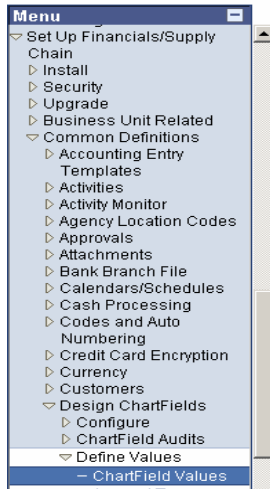 Menu
Set Up Financials/Supply
Chain
Install
Security
Upgrade
Business Unit Related
Common Definitions
Accounting Entry
Templates
Activities
Activity Monitor
Agency Location Codes
Approvals
Attachments
Bank Branch File
Calendars/Schedules
Cash Processing
Codes and Auto
Numbering
Credit Card Encryption
Currency
Customers
Design ChartFields
Configure
ChartField Audits
Define Values
– ChartField Values